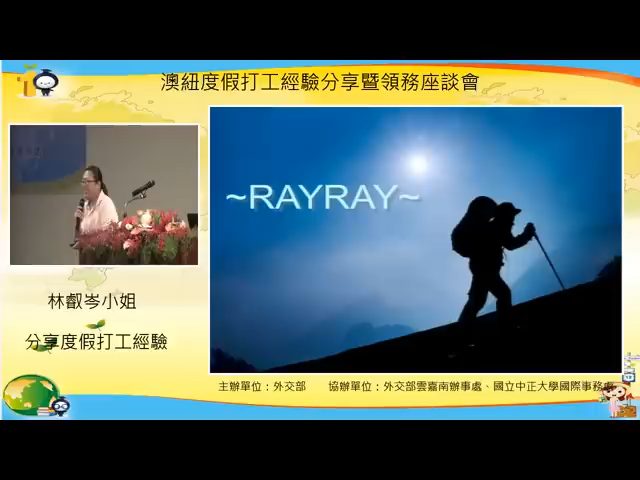 澳紐度假打工經驗分享暨領務座談會
~RAYRAY~
林叡岑小姐
分享度假打工經驗
主辦單位：外交部 協辦單位：外交部雲嘉南辦事處、國立中正大學國際事務處